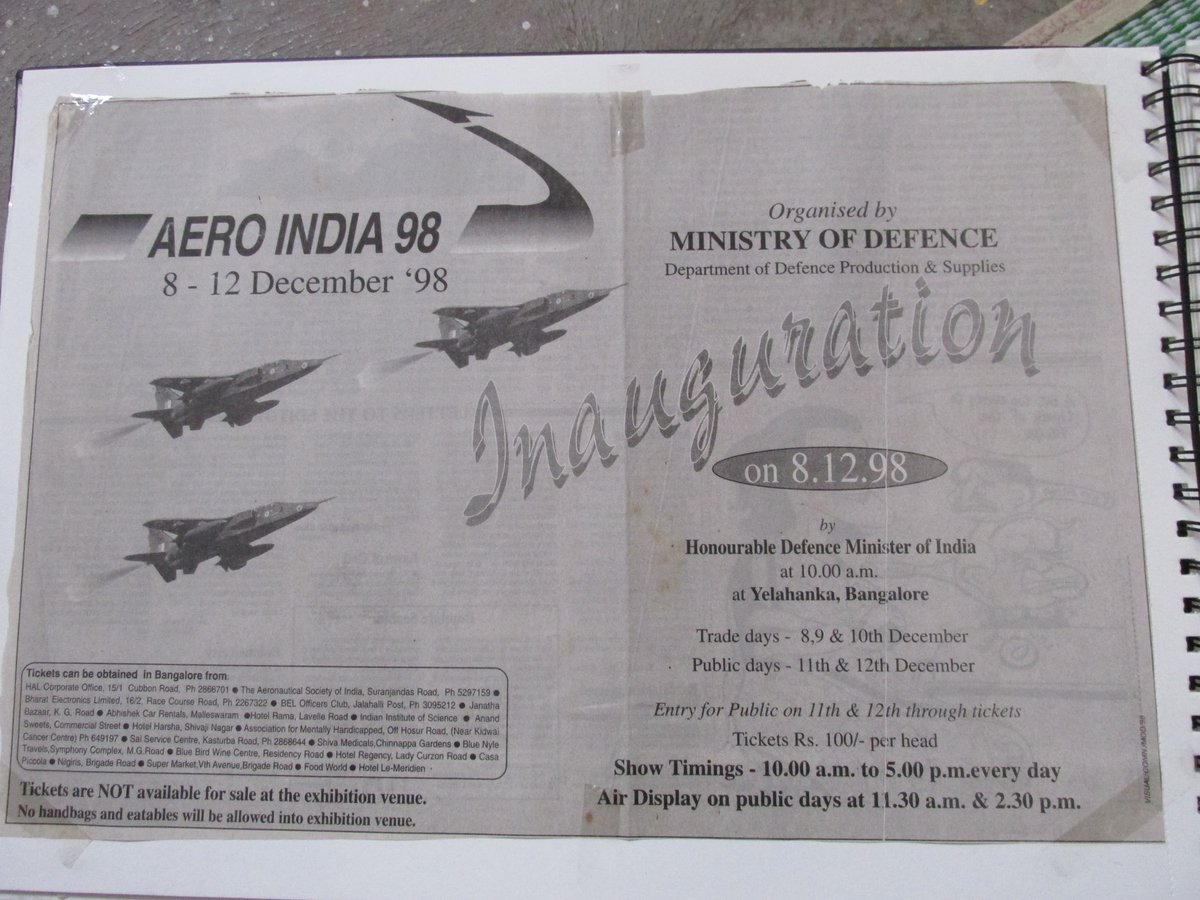 AERO INDIA 98
8 - 12 December ‘98
Organised by
MINISTRY OF DEFENCE
Department of Defence Production & Supplies
Inauguration
on 8.12.98
by
Honourable Defence Minister of India
at 10.00 a.m.
at Yelahanka, Bangalore
Trade days - 8,9 & 10th December
Public days - 11th & 12th December
Entry for Public on 11th & 12th through tickets
Tickets Rs. 100/- per head
Show Timings - 10.00 a.m. to 5.00 p.m.every day
Air Display on public days at 11.30 a.m. & 2.30 p.m.
Tickets can be obtained in Bangalore from:
HAL Corporate Office, 15/1 Cubbon Road, Ph 2866701 ● The Aeronautical Society of India, Suranjandas Road, Ph 5297159 ●
Bharat Electronics Limited, 16/2, Race Course Road, Ph 2267322 ● BEL Officers Club, Jalahalli Post, Ph 3095212 ● Janatha
Bazaar, K. G. Road ● Abhishek Car Rentals, Malleswaram ●Hotel Rama, Lavelle Road ● Indian Institute of Science ● Anand
Sweets, Commercial Street ● Hotel Harsha, Shivaji Nagar ● Association for Mentally Handicapped, Off Hosur Road, (Near Kidwai
Cancer Centre) Ph 649197 ● Sai Service Centre, Kasturba Road, Ph 2868644 ● Shiva Medicals,Chinnappa Gardens ● Blue Nyle
Travels,Symphony Complex, M.G.Road ● Blue Bird Wine Centre, Residency Road ● Hotel Regency, Lady Curzon Road ● Casa
Piccola ● Nilgiris, Brigade Road ● Super Market,Vth Avenue,Brigade Road ● Food World ● Hotel Le-Meridien
Tickets are NOT available for sale at the exhibition venue.
No handbags and eatables will be allowed into exhibition venue.